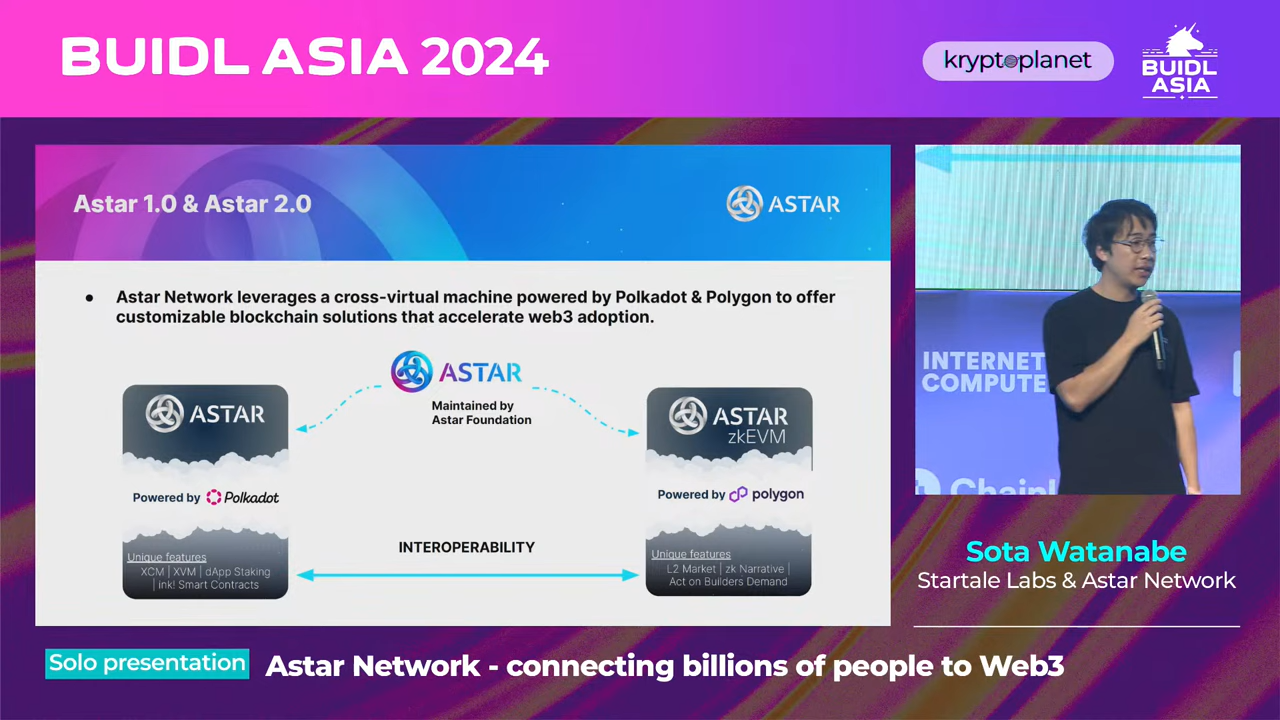 BUIDL ASIA 2024
kryptoplanet
BUIDL
ASIA
Astar 1.0 & Astar 2.0
ASTAR
● Astar Network leverages a cross-virtual machine powered by Polkadot & Polygon to offer
customizable blockchain solutions that accelerate web3 adoption.
ASTAR
Maintained by
Astar Foundation
ASTAR
Powered by Polkadot
Unique features
XCM | XVM | dApp Staking
| ink! Smart Contracts
INTEROPERABILITY
ASTAR
zkEVM
Powered by polygon
Unique features
L2 Market | zk Narrative |
Act on Builders Demand
INTERNET
COMPUTE
Chainl
Sota Watanabe
Startale Labs & Astar Network
Solo presentation
Astar Network - connecting billions of people to Web3